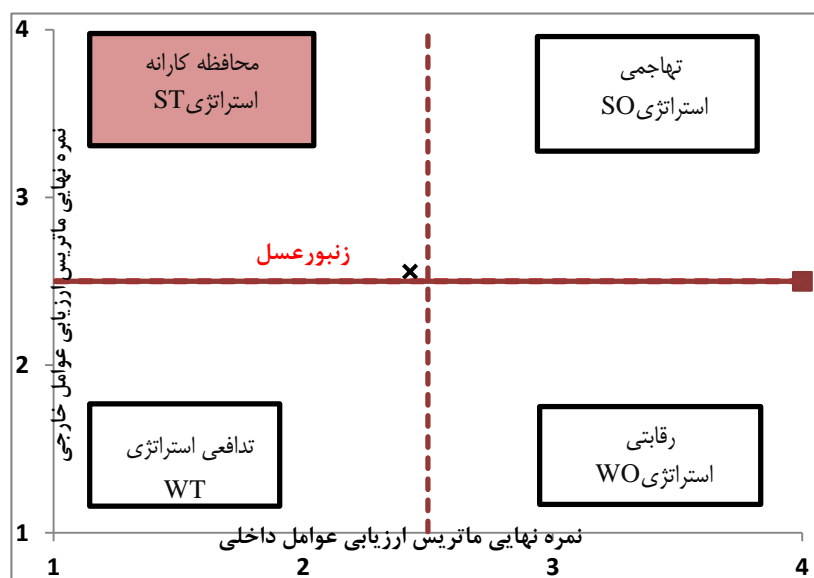 4
محافظه کارانه
استراتژیST
تهاجمی
استراتژیSO
3
نمره نهایی ماتریس ارزیابی عوامل خارجی
زنبورعسل
2
تدافعی استراتژی
WT
رقابتی
استراتژیWO
1
نمره نهایی ماتریس ارزیابی عوامل داخلی
1
2
3
4